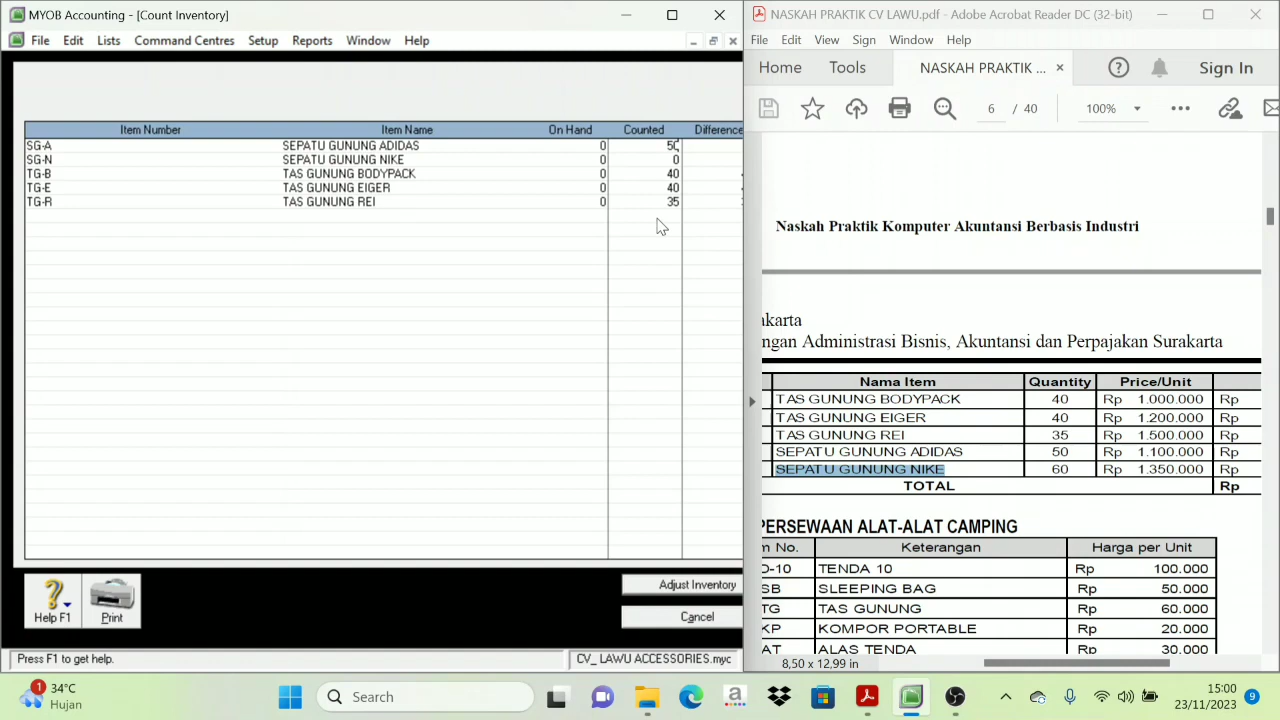 MYOB Accounting - [Count Inventory]
File Edit Lists Command Centres Setup Reports Window Help
Item Number Item Name On Hand Counted Difference
SG-A SEPATU GUNUNG ADIDAS 0 50
SG-N SEPATU GUNUNG NIKE 0 0
TG-B TAS GUNUNG BODYPACK 0 40
TG-E TAS GUNUNG EIGER 0 40
TG-R TAS GUNUNG REI 0 35
Adjust Inventory
Help F1 Print Cancel
Press F1 to get help. CV_ LAWU ACCESSORIES.myc
NASKAH PRAKTIK CV LAWU.pdf - Adobe Acrobat Reader DC (32-bit)
File Edit View Sign Window Help
Home Tools NASKAH PRAKTIK ... × Sign In
6 / 40 100%
Naskah Praktik Komputer Akuntansi Berbasis Industri
akarta
ngan Administrasi Bisnis, Akuntansi dan Perpajakan Surakarta
Nama Item Quantity Price/Unit
TAS GUNUNG BODYPACK 40 Rp 1.000.000 Rp
TAS GUNUNG EIGER 40 Rp 1.200.000 Rp
TAS GUNUNG REI 35 Rp 1.500.000 Rp
SEPATU GUNUNG ADIDAS 50 Rp 1.100.000 Rp
SEPATU GUNUNG NIKE 60 Rp 1.350.000 Rp
TOTAL Rp
PERSEWAAN ALAT-ALAT CAMPING
m No. Keterangan Harga per Unit
D-10 TENDA 10 Rp 100.000
SB SLEEPING BAG Rp 50.000
TG TAS GUNUNG Rp 60.000
KP KOMPOR PORTABLE Rp 20.000
AT ALAS TENDA Rp 30.000
8,50 x 12,99 in
1 34°C
Hujan
Search
a
15:00
23/11/2023
9